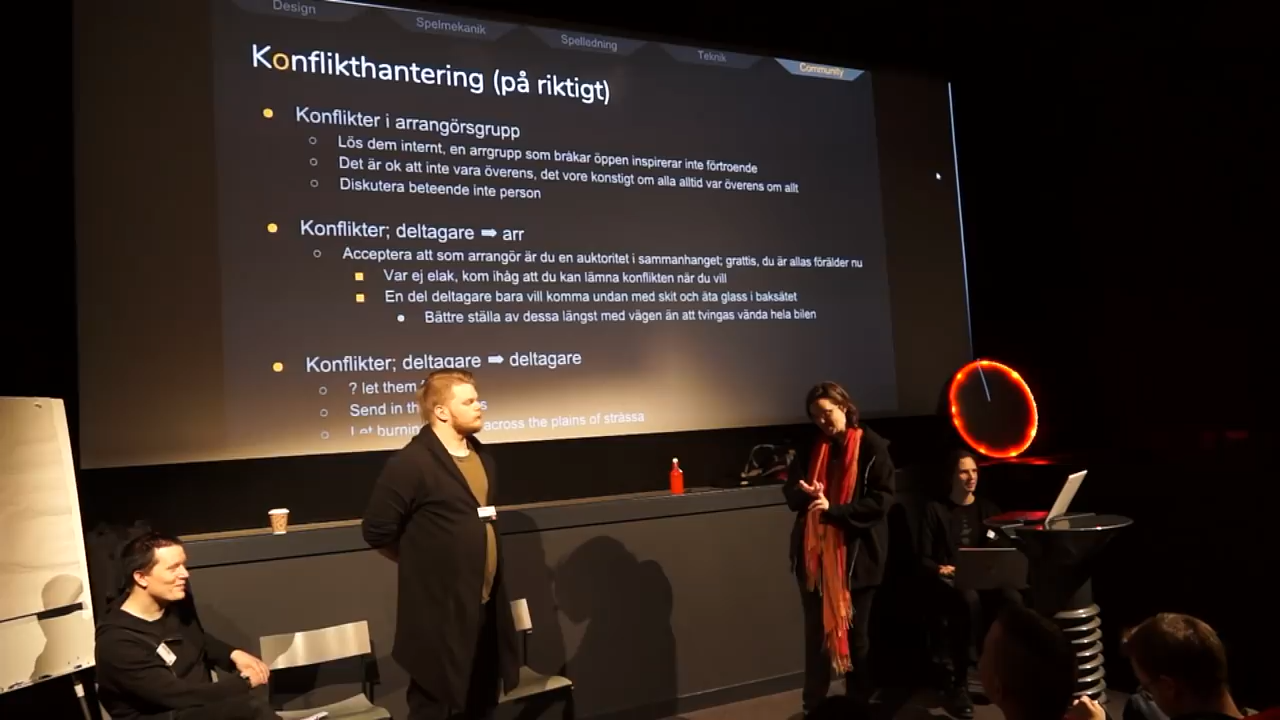 Design
Spelmekanik
Spelledning
Teknik
Community
Konflikthantering (på riktigt)
Konflikter i arrangörsgrupp
Lös dem internt, en arrgrupp som bråkar öppen inspirerar inte förtroende
Det är ok att inte vara överens, det vore konstigt om alla alltid var överens om allt
Diskutera beteende inte person
Konflikter; deltagare ➡ arr
Acceptera att som arrangör är du en auktoritet i sammanhanget; grattis, du är allas förälder nu
Var ej elak, kom ihåg att du kan lämna konflikten när du vill
En del deltagare bara vill komma undan med skit och äta glass i baksätet
Bättre ställa av dessa längst med vägen än att tvingas vända hela bilen
Konflikter; deltagare ➡ deltagare
? let them
Send in
Let burning across the plains of stråssa